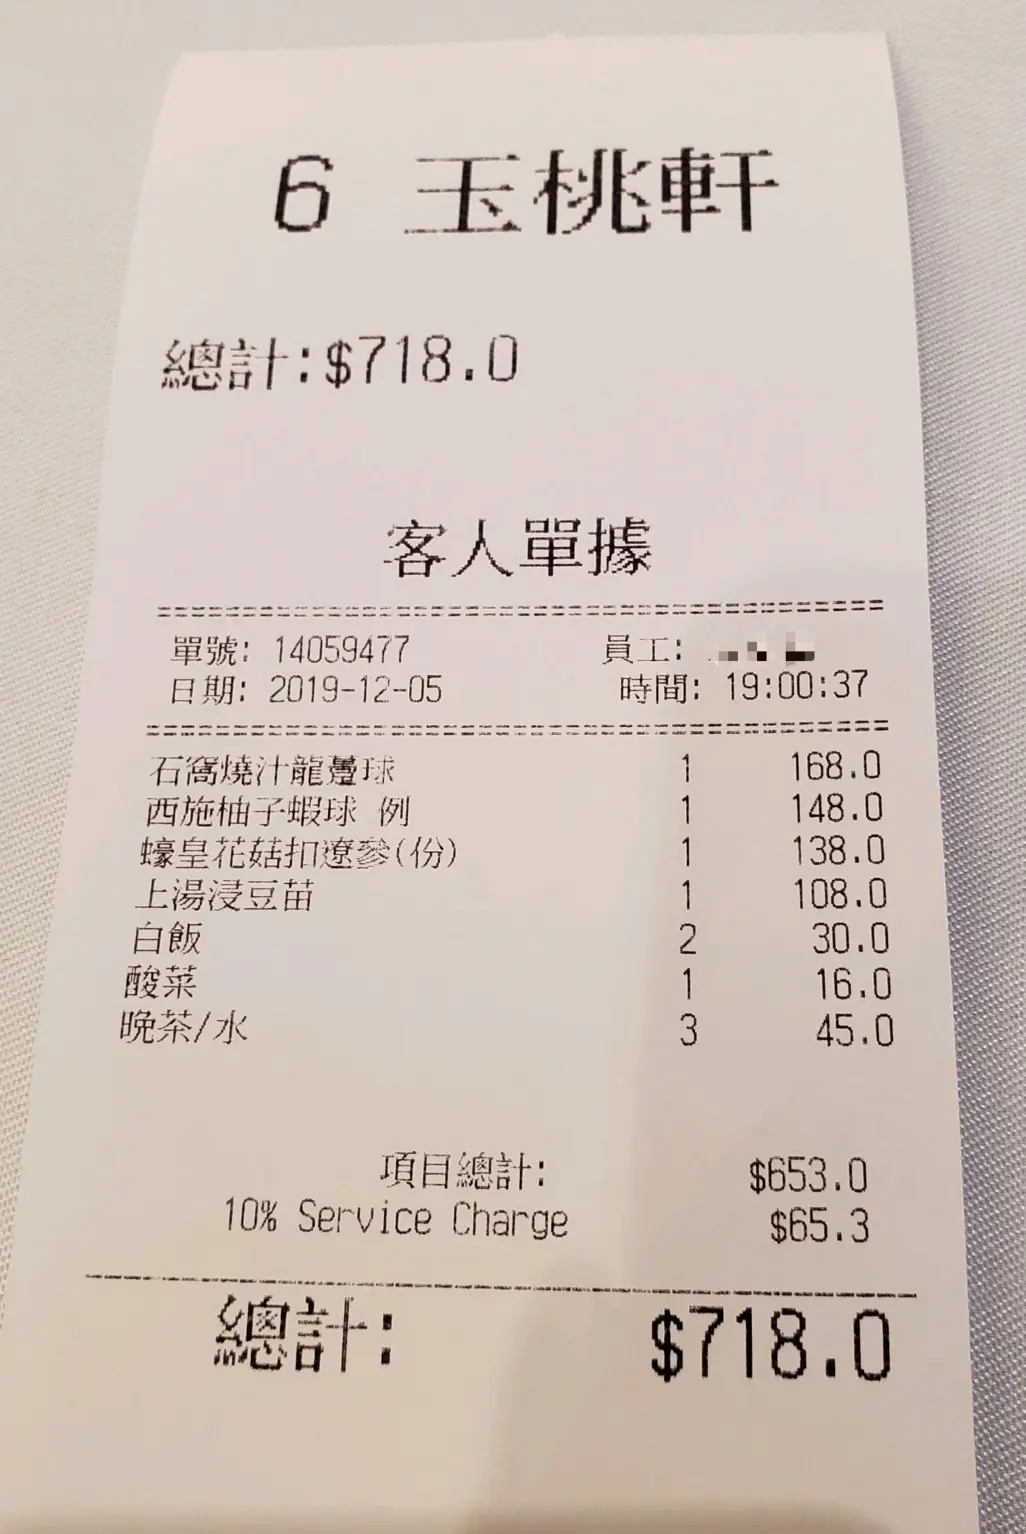 6 玉桃軒
總計:$718.0
客人單據
單號: 14059477 員工:
日期: 2019-12-05 時間: 19:00:37
石窩燒汁龍躉球 1 168.0
西施柚子蝦球 例 1 148.0
蠔皇花菇扣遼參(份) 1 138.0
上湯浸豆苗 1 108.0
白飯 2 30.0
酸菜 1 16.0
晚茶/水 3 45.0
項目總計: $653.0
10% Service Charge $65.3
總計: $718.0